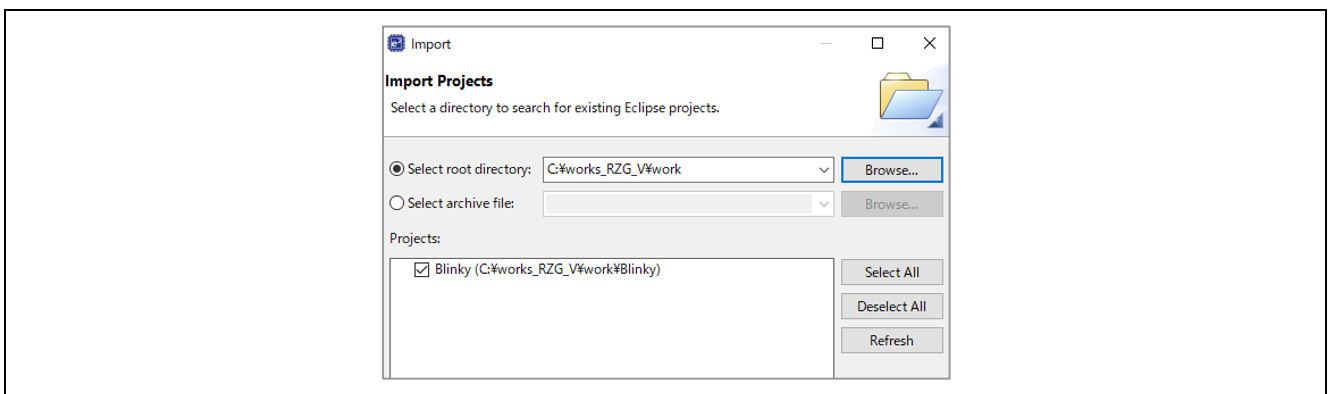 Import
Import Projects
Select a directory to search for existing Eclipse projects.
Select root directory: C:¥works_RZG_V¥work Browse...
Select archive file: Browse...
Projects:
Blinky (C:¥works_RZG_V¥work¥Blinky)
Select All
Deselect All
Refresh